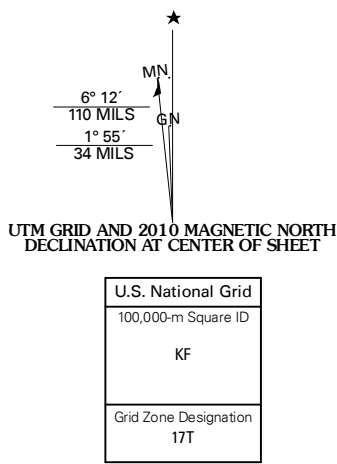 ★
MN
6° 12´
110 MILS
GN
1° 55´
34 MILS
UTM GRID AND 2010 MAGNETIC NORTH
DECLINATION AT CENTER OF SHEET
U.S. National Grid
100,000-m Square ID
KF
Grid Zone Designation
17T